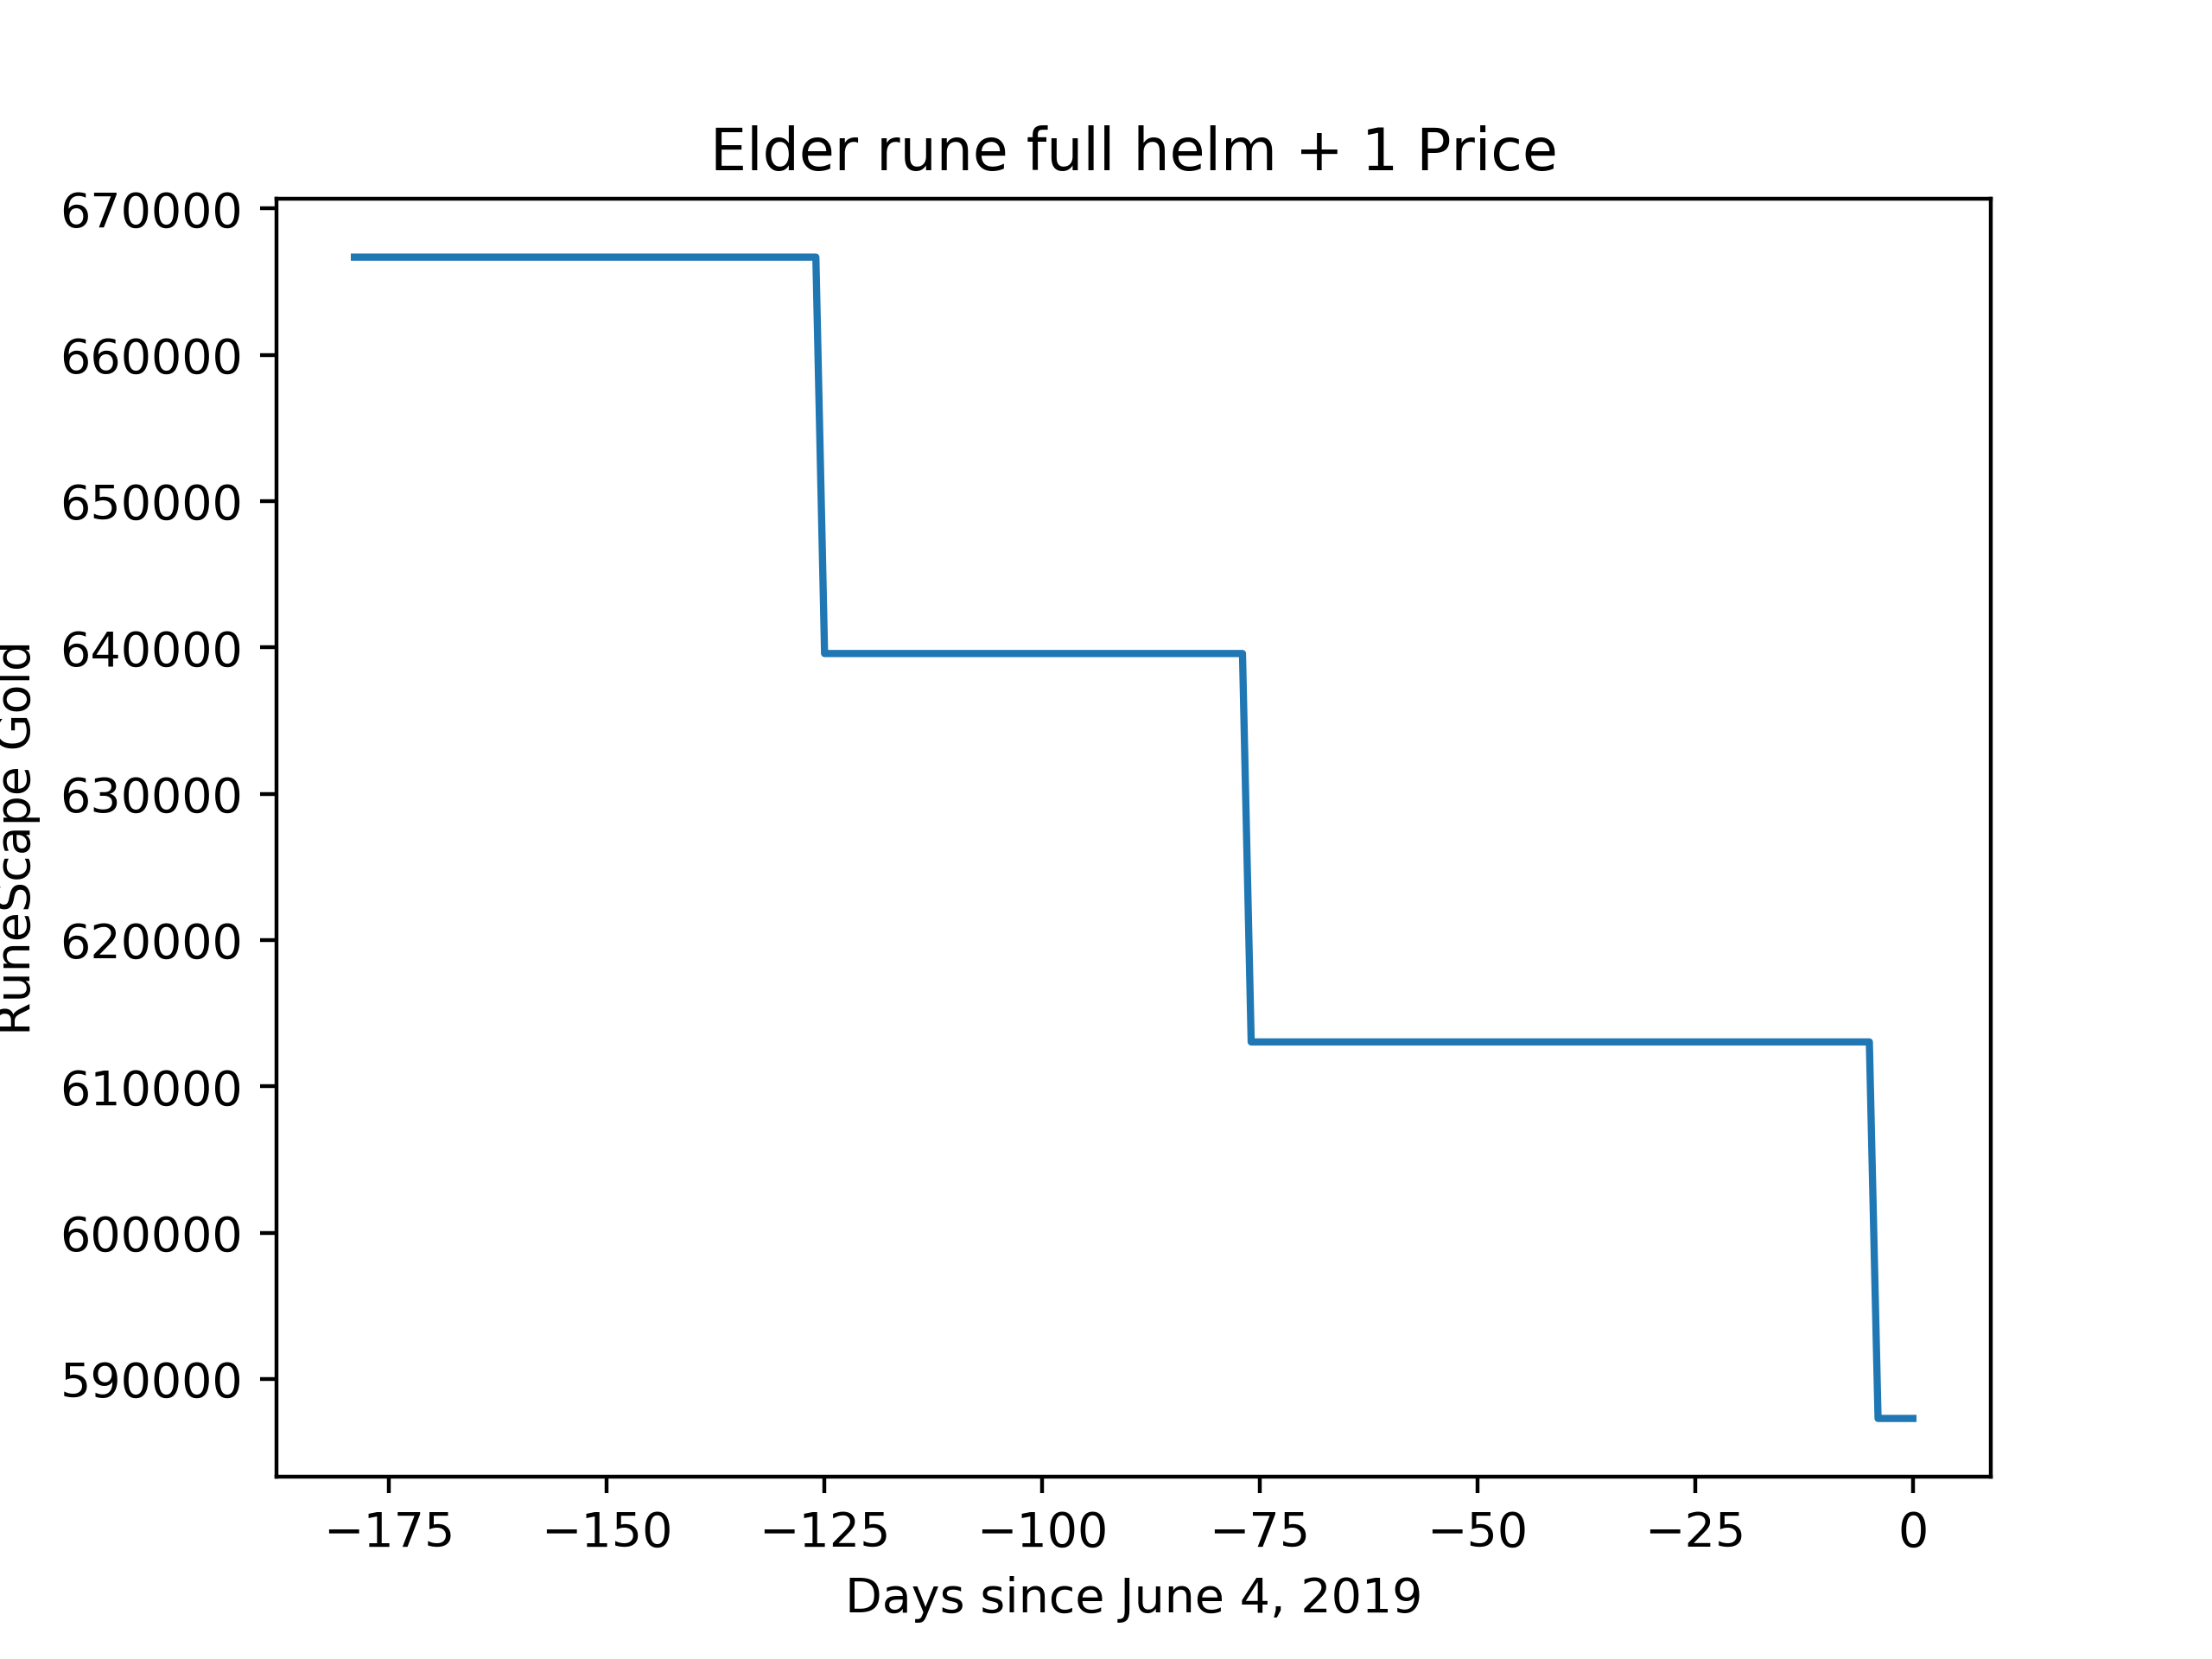 Elder rune full helm + 1 Price
670000
660000
650000
640000
630000
620000
610000
600000
590000
RuneScape Gold
−175 −150 −125 −100 −75 −50 −25 0
Days since June 4, 2019